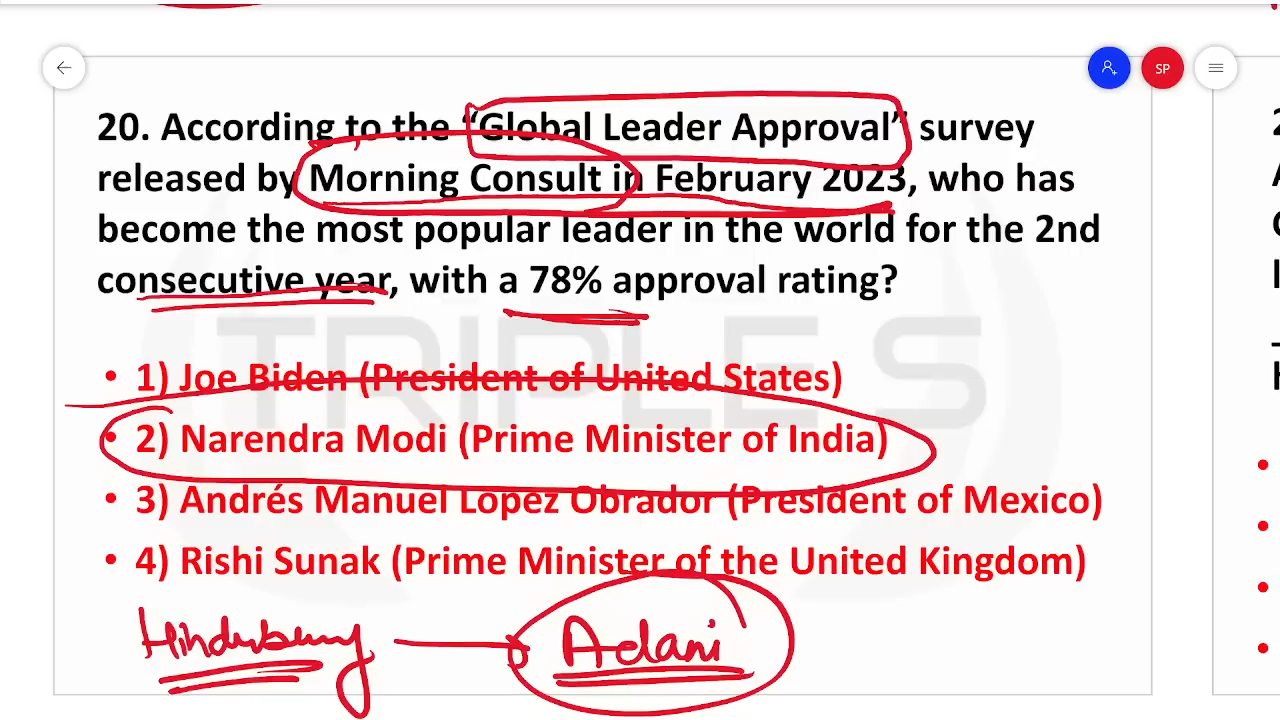 SP
20. According to the “Global Leader Approval” survey
released by Morning Consult in February 2023, who has
become the most popular leader in the world for the 2nd
consecutive year, with a 78% approval rating?
TRIPLE S
• 1) Joe Biden (President of United States)
• 2) Narendra Modi (Prime Minister of India)
• 3) Andrés Manuel Lopez Obrador (President of Mexico)
• 4) Rishi Sunak (Prime Minister of the United Kingdom)
Hindenburg Adani